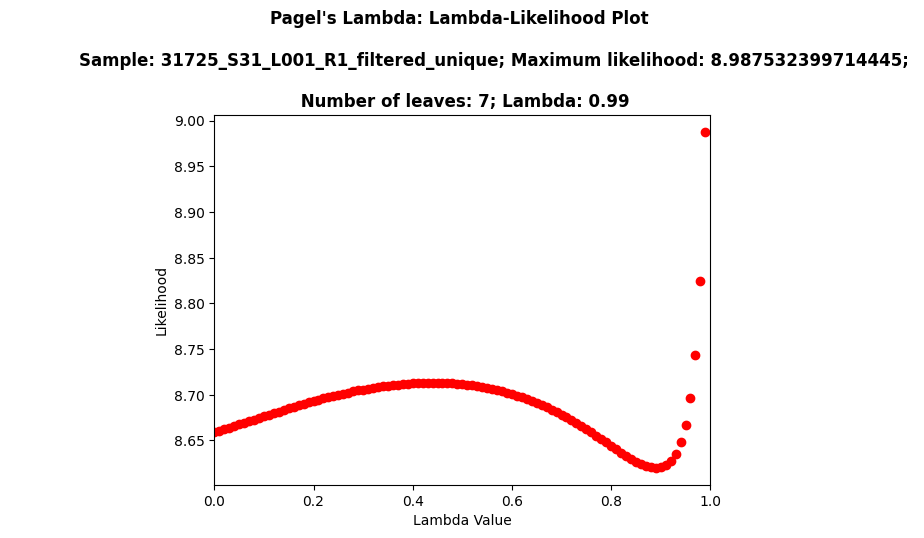 Pagel's Lambda: Lambda-Likelihood Plot
Sample: 31725_S31_L001_R1_filtered_unique; Maximum likelihood: 8.987532399714445;
Number of leaves: 7; Lambda: 0.99
9.00
8.95
8.90
8.85
8.80
8.75
8.70
8.65
Likelihood
0.0 0.2 0.4 0.6 0.8 1.0
Lambda Value